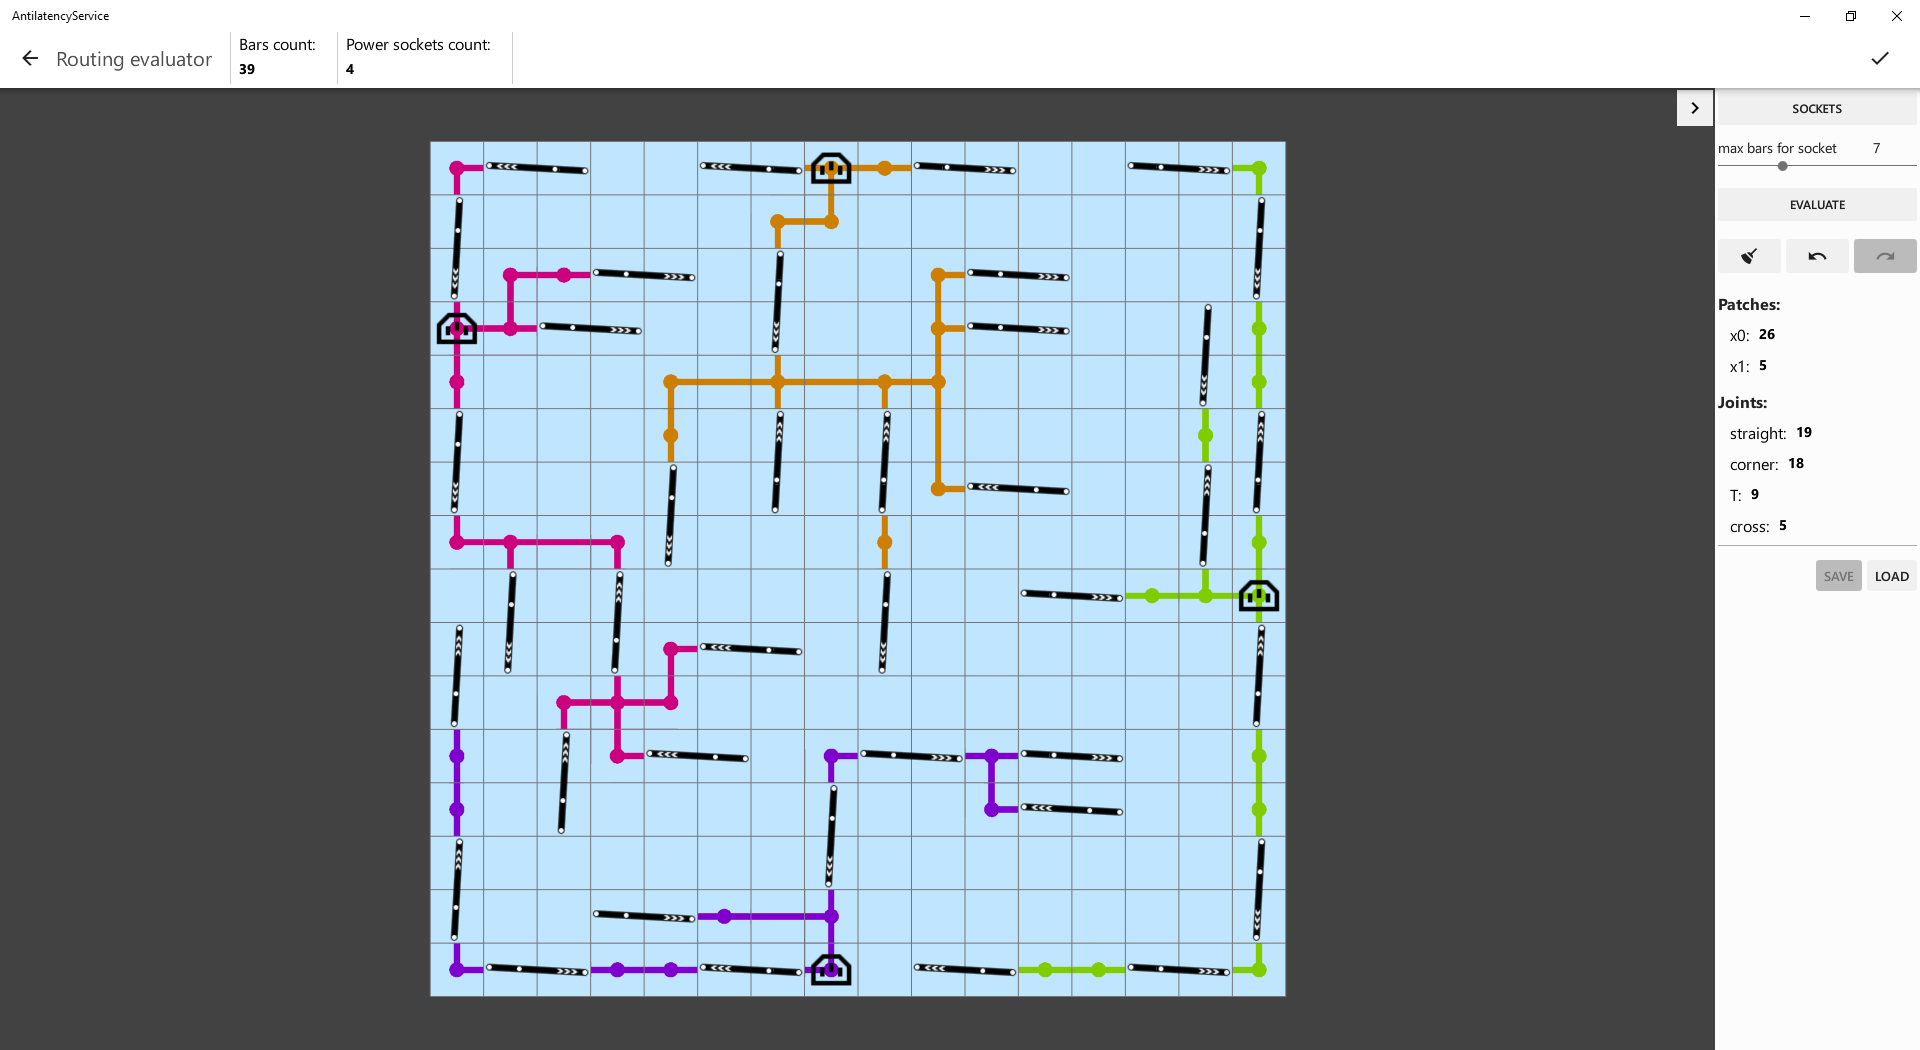 AntilatencyService
Routing evaluator
Bars count:
39
Power sockets count:
4
SOCKETS
max bars for socket 7
EVALUATE
Patches:
x0: 26
x1: 5
Joints:
straight: 19
corner: 18
T: 9
cross: 5
SAVE LOAD